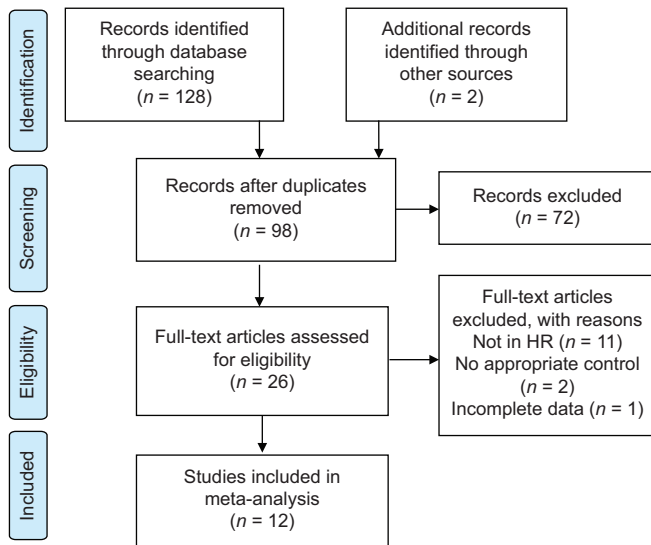 Identification
Records identified
through database
searching
(n = 128)
Additional records
identified through
other sources
(n = 2)
Screening
Records after duplicates
removed
(n = 98)
Records excluded
(n = 72)
Eligibility
Full-text articles assessed
for eligibility
(n = 26)
Full-text articles
excluded, with reasons
Not in HR (n = 11)
No appropriate control
(n = 2)
Incomplete data (n = 1)
Included
Studies included in
meta-analysis
n = 12)